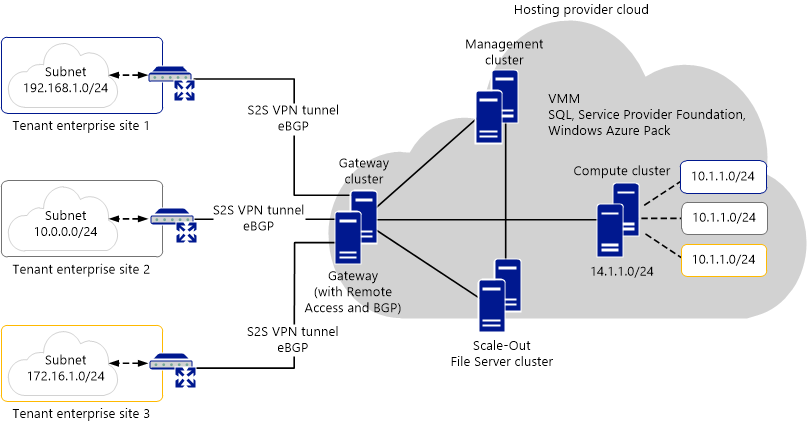 Hosting provider cloud
Management
cluster
VMM
SQL, Service Provider Foundation,
Windows Azure Pack
Subnet
192.168.1.0/24
Tenant enterprise site 1
S2S VPN tunnel
eBGP
Gateway
cluster
Compute cluster
10.1.1.0/24
10.1.1.0/24
10.1.1.0/24
14.1.1.0/24
Subnet
10.0.0.0/24
Tenant enterprise site 2
S2S VPN tunnel
eBGP
Gateway
(with Remote
Access and BGP)
S2S VPN tunnel
eBGP
Scale-Out
File Server cluster
Subnet
172.16.1.0/24
Tenant enterprise site 3